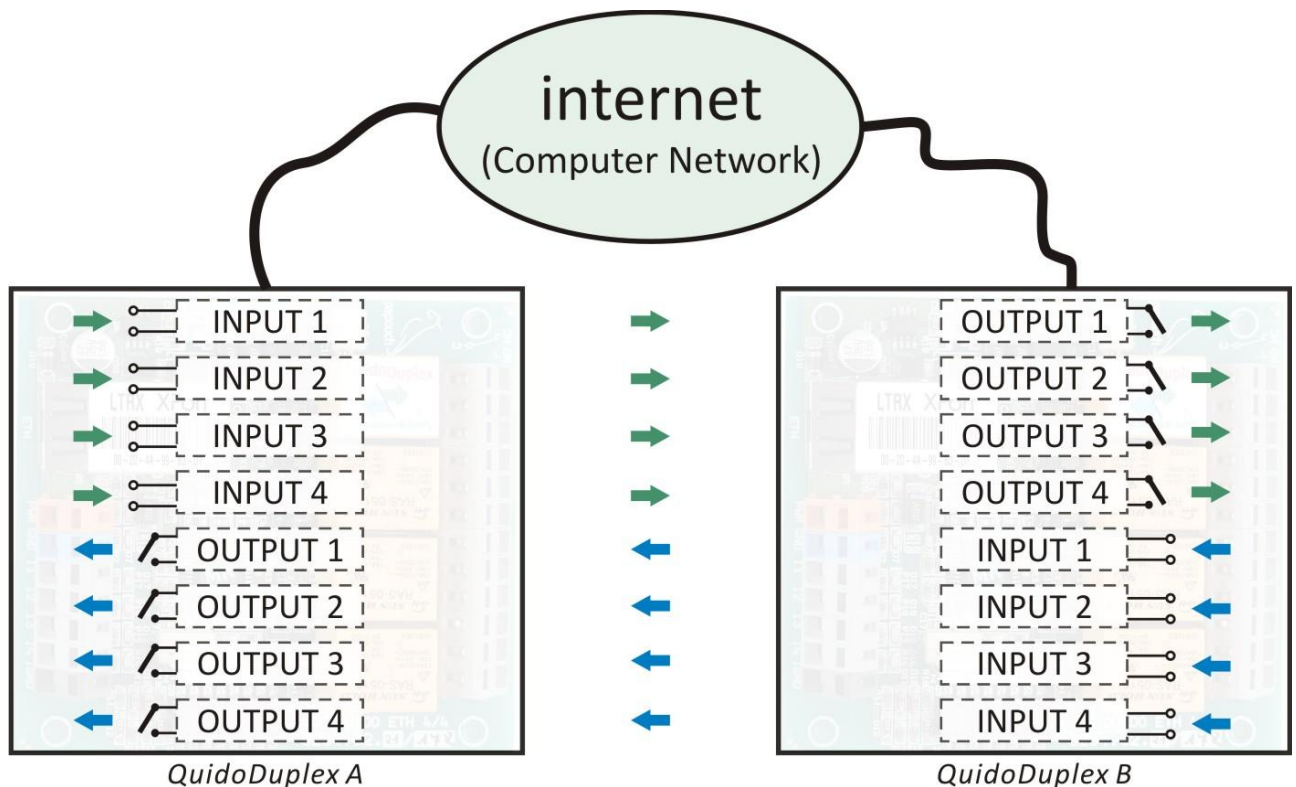 internet
(Computer Network)
INPUT 1
INPUT 2
INPUT 3
INPUT 4
OUTPUT 1
OUTPUT 2
OUTPUT 3
OUTPUT 4
QuidoDuplex A
OUTPUT 1
OUTPUT 2
OUTPUT 3
OUTPUT 4
INPUT 1
INPUT 2
INPUT 3
INPUT 4
QuidoDuplex B